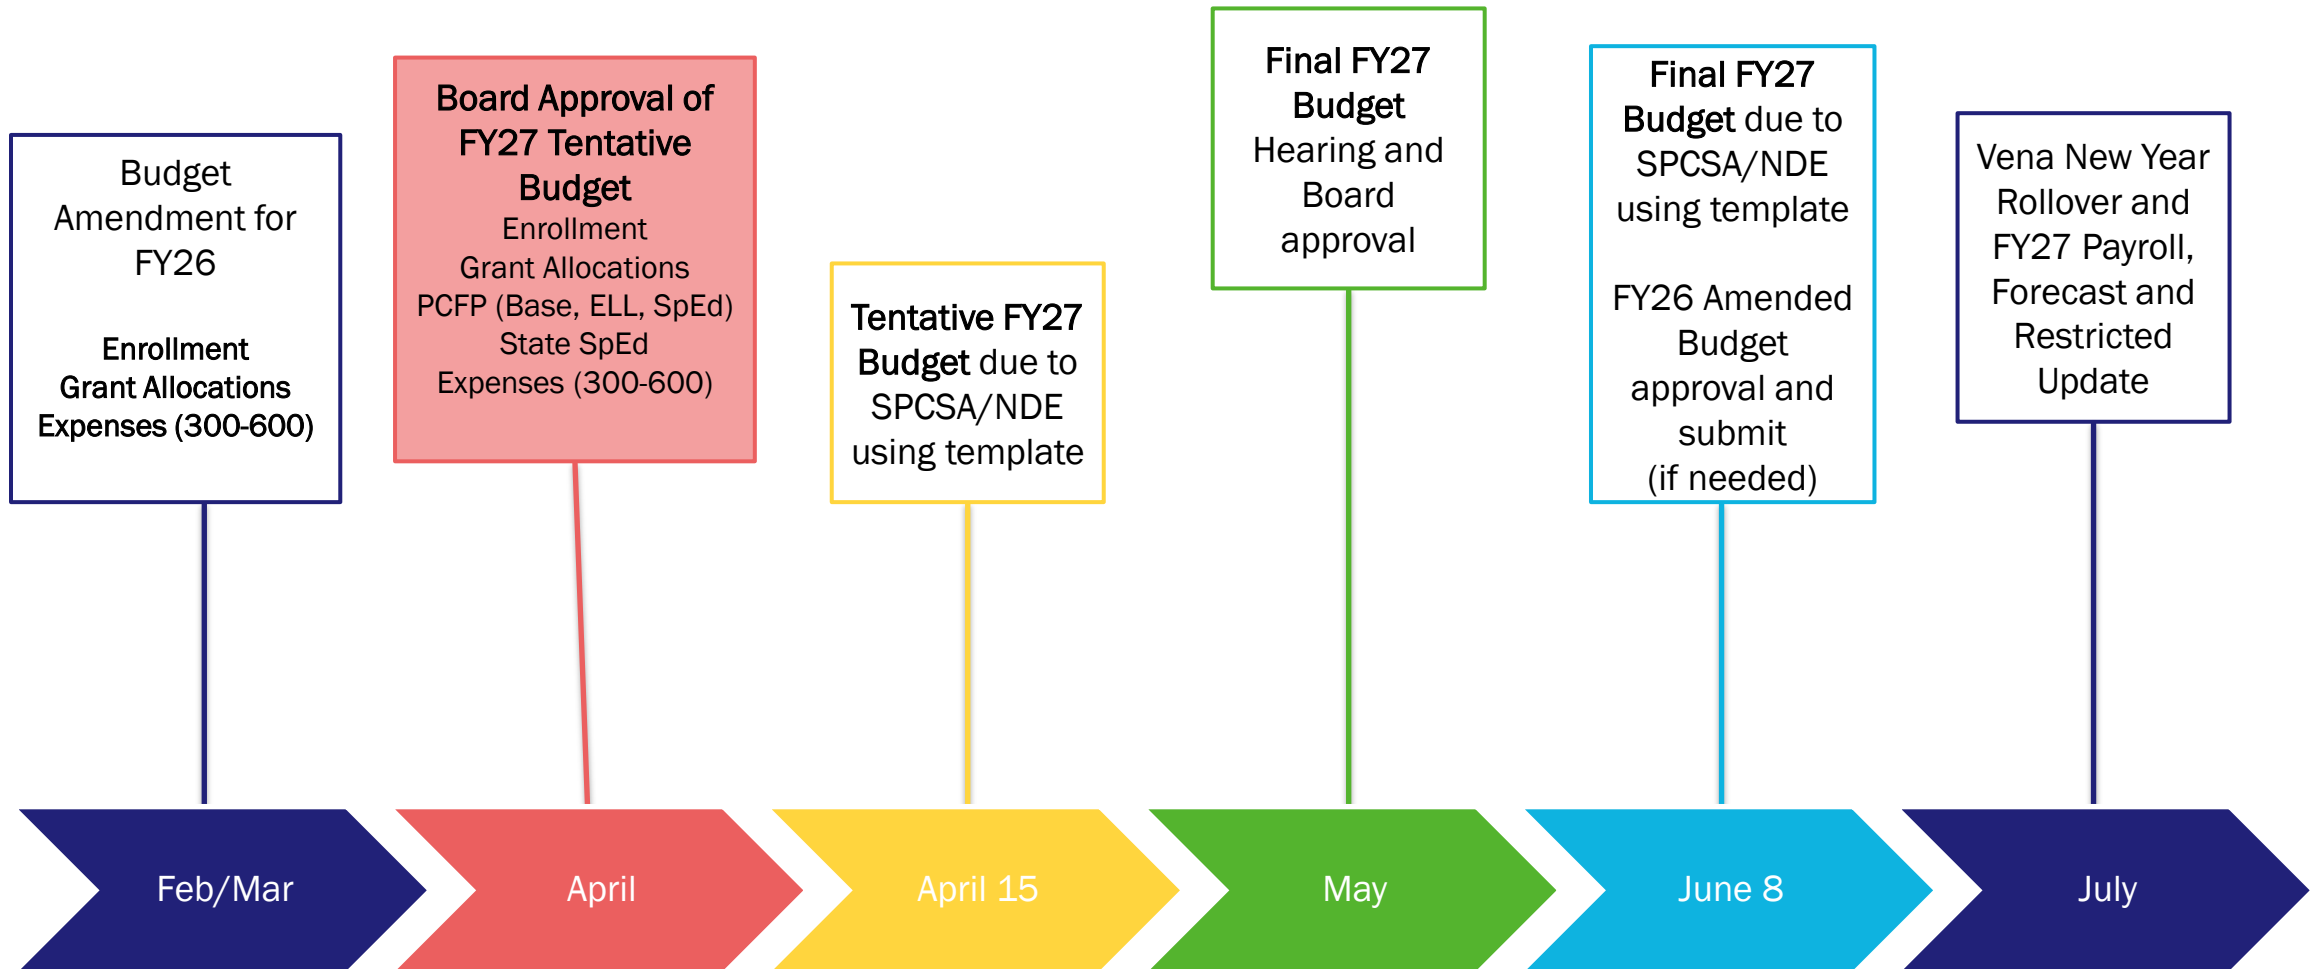 Budget
Amendment for
FY26
Enrollment
Grant Allocations
Expenses (300-600)
Board Approval of
FY27 Tentative
Budget
Enrollment
Grant Allocations
PCFP (Base, ELL, SpEd)
State SpEd
Expenses (300-600)
Tentative FY27
Budget due to
SPCSA/NDE
using template
Final FY27
Budget
Hearing and
Board
approval
Final FY27
Budget due to
SPCSA/NDE
using template
FY26 Amended
Budget
approval and
submit
(if needed)
Vena New Year
Rollover and
FY27 Payroll,
Forecast and
Restricted
Update
Feb/Mar
April
April 15
May
June 8
July